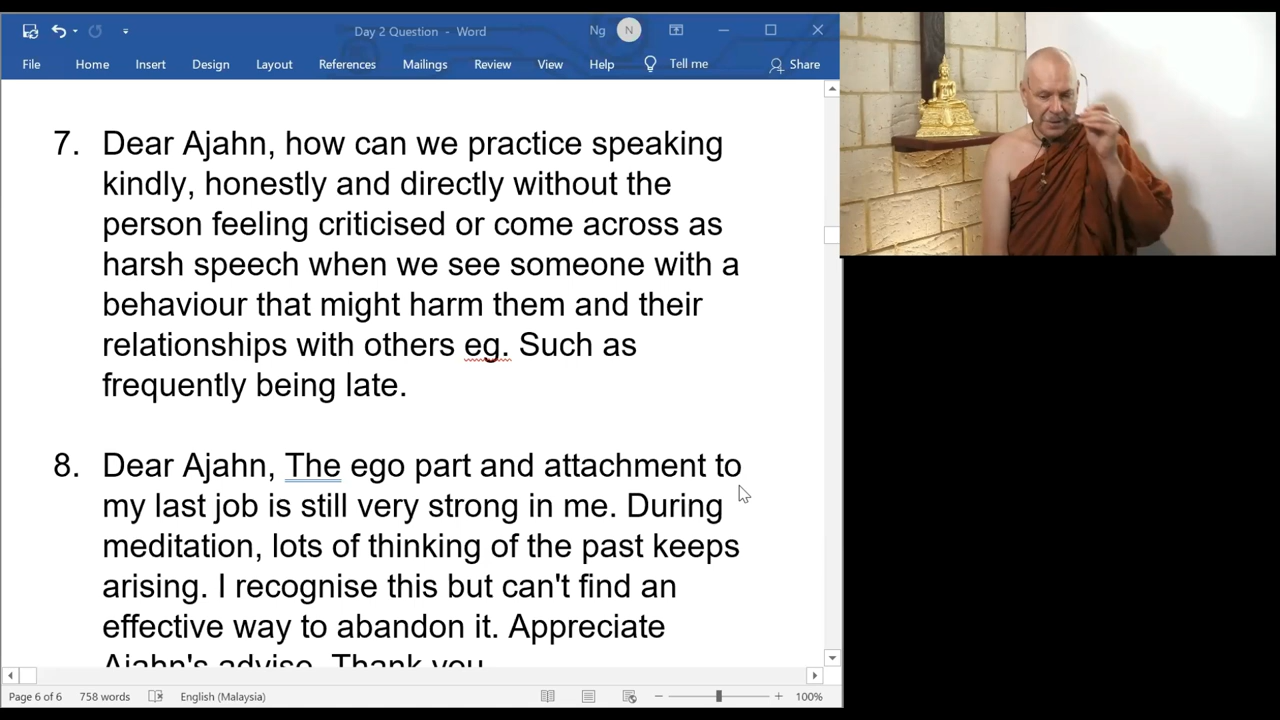 Day 2 Question - Word
Ng N
File Home Insert Design Layout References Mailings Review View Help Tell me Share
7. Dear Ajahn, how can we practice speaking
kindly, honestly and directly without the
person feeling criticised or come across as
harsh speech when we see someone with a
behaviour that might harm them and their
relationships with others eg. Such as
frequently being late.
8. Dear Ajahn, The ego part and attachment to
my last job is still very strong in me. During
meditation, lots of thinking of the past keeps
arising. I recognise this but can't find an
effective way to abandon it. Appreciate
Ajahn's advise. Thank you
Page 6 of 6 758 words English (Malaysia) 100%